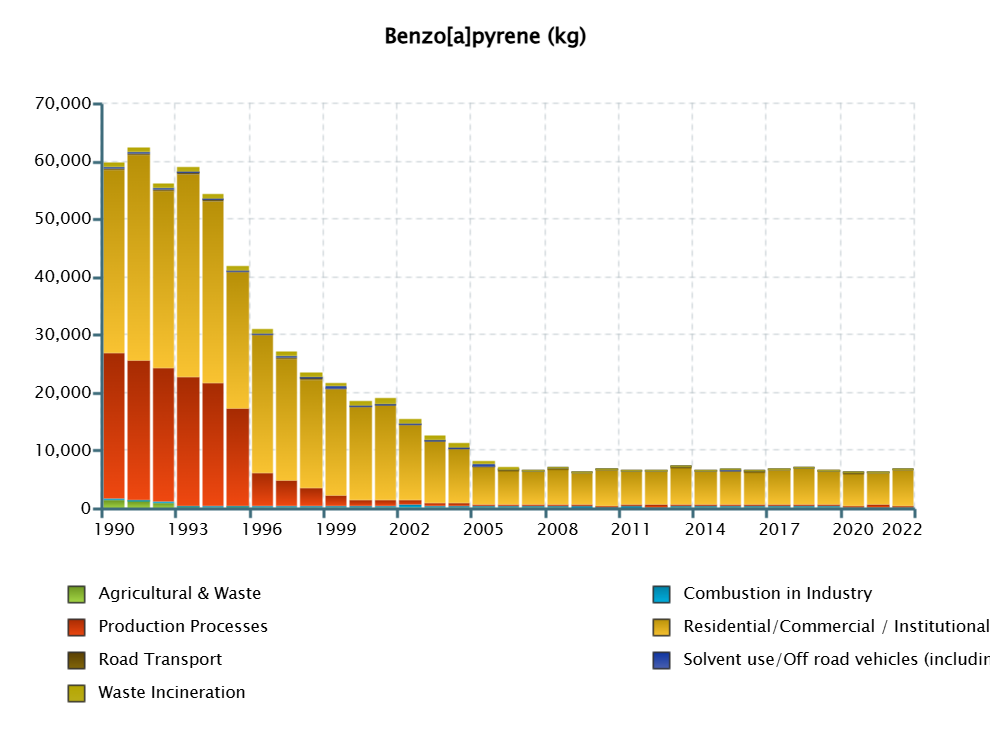 Benzo[a]pyrene (kg)
70,000
60,000
50,000
40,000
30,000
20,000
10,000
0
1990 1993 1996 1999 2002 2005 2008 2011 2014 2017 2020 2022
Agricultural & Waste
Combustion in Industry
Production Processes
Residential/Commercial / Institutional
Road Transport
Solvent use/Off road vehicles
Waste Incineration